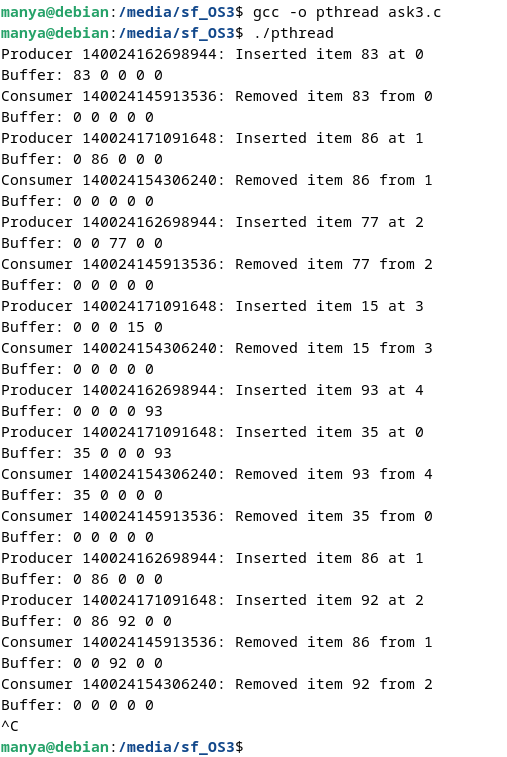 manya@debian:/media/sf_OS3$ gcc -o pthread ask3.c
manya@debian:/media/sf_OS3$ ./pthread
Producer 140024162698944: Inserted item 83 at 0
Buffer: 83 0 0 0 0
Consumer 140024145913536: Removed item 83 from 0
Buffer: 0 0 0 0 0
Producer 140024171091648: Inserted item 86 at 1
Buffer: 0 86 0 0 0
Consumer 140024154306240: Removed item 86 from 1
Buffer: 0 0 0 0 0
Producer 140024162698944: Inserted item 77 at 2
Buffer: 0 0 77 0 0
Consumer 140024145913536: Removed item 77 from 2
Buffer: 0 0 0 0 0
Producer 140024171091648: Inserted item 15 at 3
Buffer: 0 0 0 15 0
Consumer 140024154306240: Removed item 15 from 3
Buffer: 0 0 0 0 0
Producer 140024162698944: Inserted item 93 at 4
Buffer: 0 0 0 0 93
Producer 140024171091648: Inserted item 35 at 0
Buffer: 35 0 0 0 93
Consumer 140024154306240: Removed item 93 from 4
Buffer: 35 0 0 0 0
Consumer 140024145913536: Removed item 35 from 0
Buffer: 0 0 0 0 0
Producer 140024162698944: Inserted item 86 at 1
Buffer: 0 86 0 0 0
Producer 140024171091648: Inserted item 92 at 2
Buffer: 0 86 92 0 0
Consumer 140024145913536: Removed item 86 from 1
Buffer: 0 0 92 0 0
Consumer 140024154306240: Removed item 92 from 2
Buffer: 0 0 0 0 0
^C
manya@debian:/media/sf_OS3$